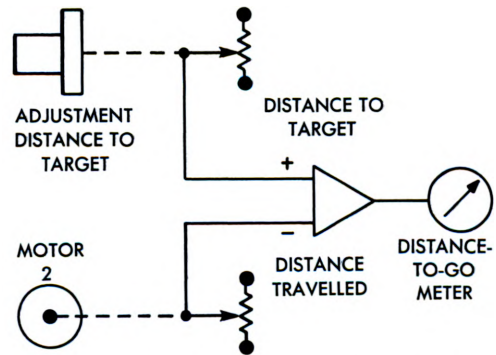 ADJUSTMENT
DISTANCE TO
TARGET
DISTANCE TO
TARGET
+
−
MOTOR
2
DISTANCE
TRAVELLED
DISTANCE-
TO-GO
METER